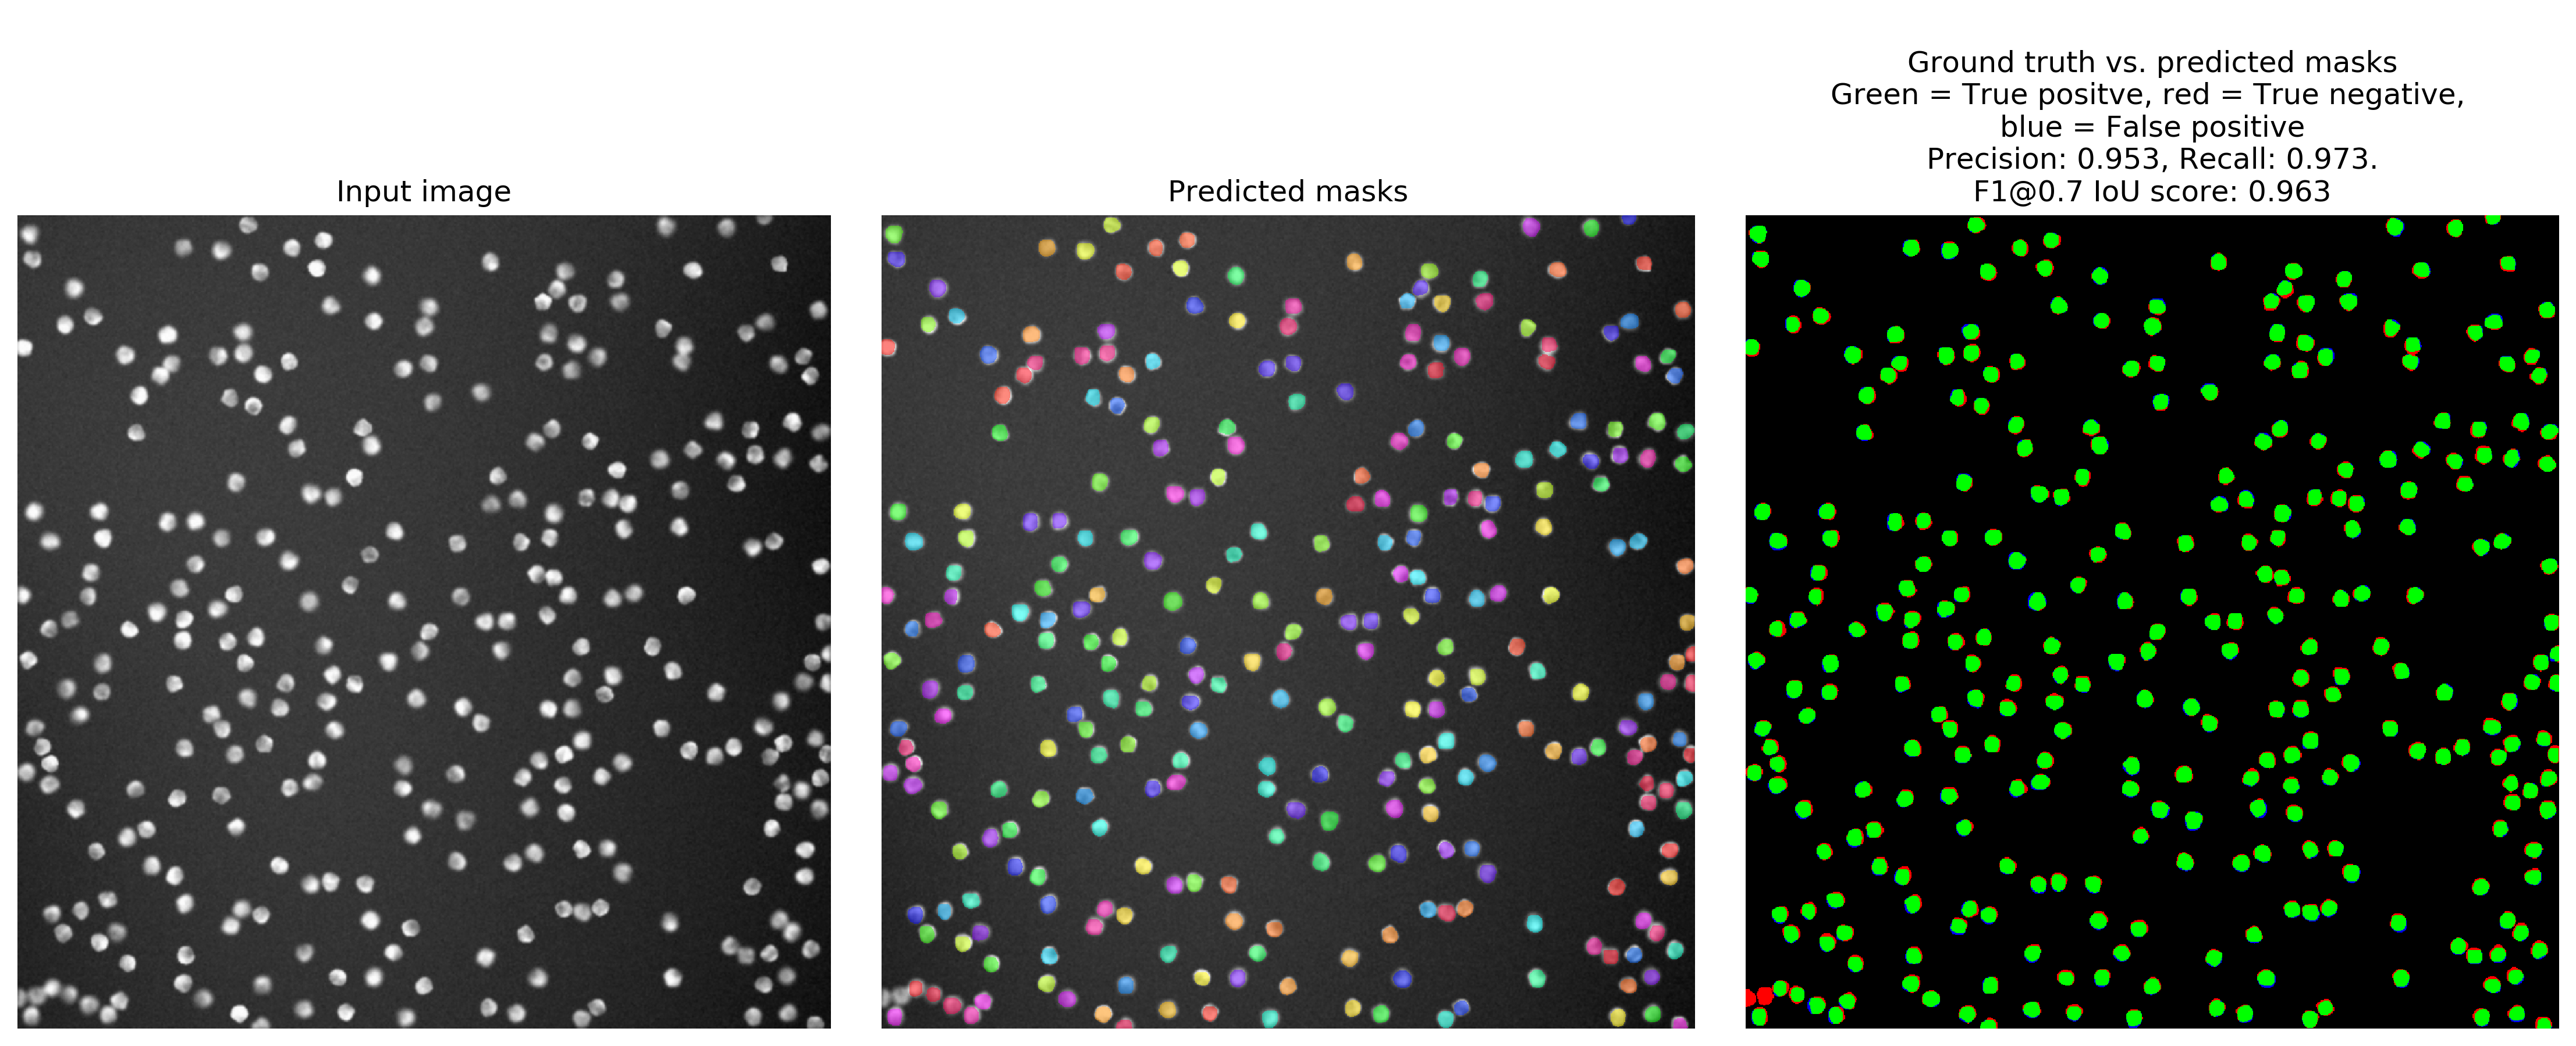 Input image
Predicted masks
Ground truth vs. predicted masks
Green = True positve, red = True negative,
blue = False positive
Precision: 0.953, Recall: 0.973.
F1@0.7 IoU score: 0.963